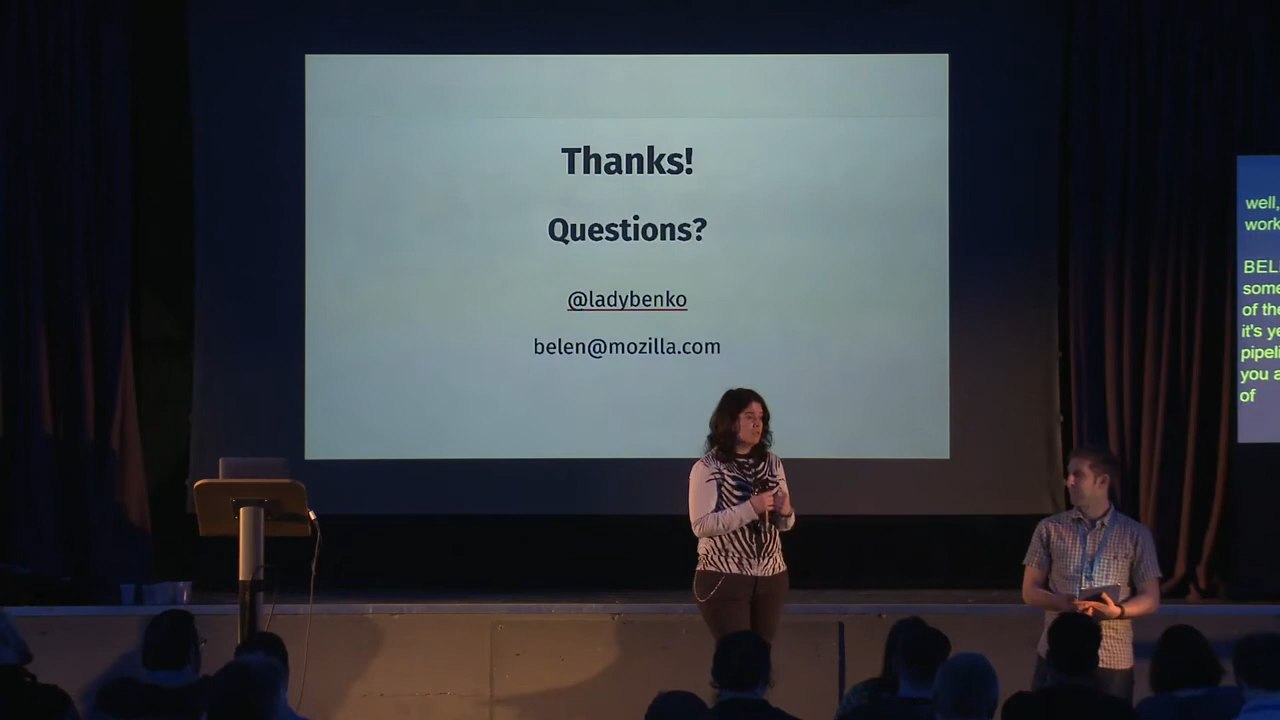 Thanks!
Questions?
@ladybenko
belen@mozilla.com
well,
work
BEL
some
of the
it's ye
pipeli
you a
of